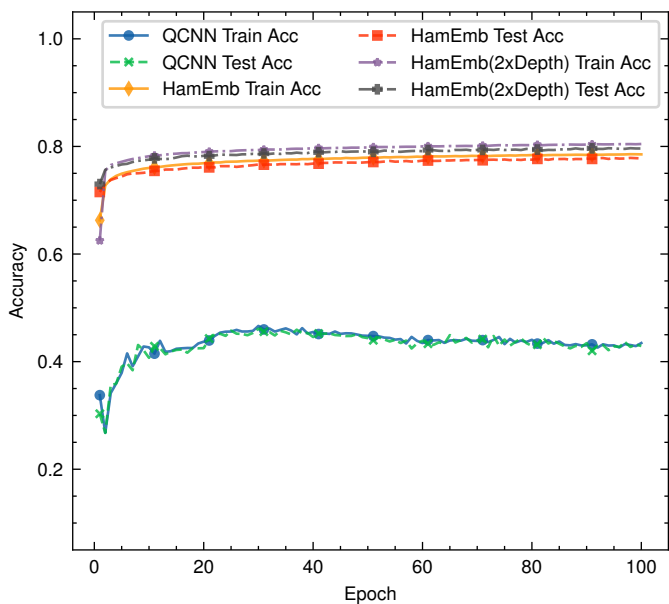 1.0
QCNN Train Acc
QCNN Test Acc
HamEmb Train Acc
HamEmb Test Acc
HamEmb(2xDepth) Train Acc
HamEmb(2xDepth) Test Acc
0.8
0.6
0.4
0.2
Accuracy
0 20 40 60 80 100
Epoch